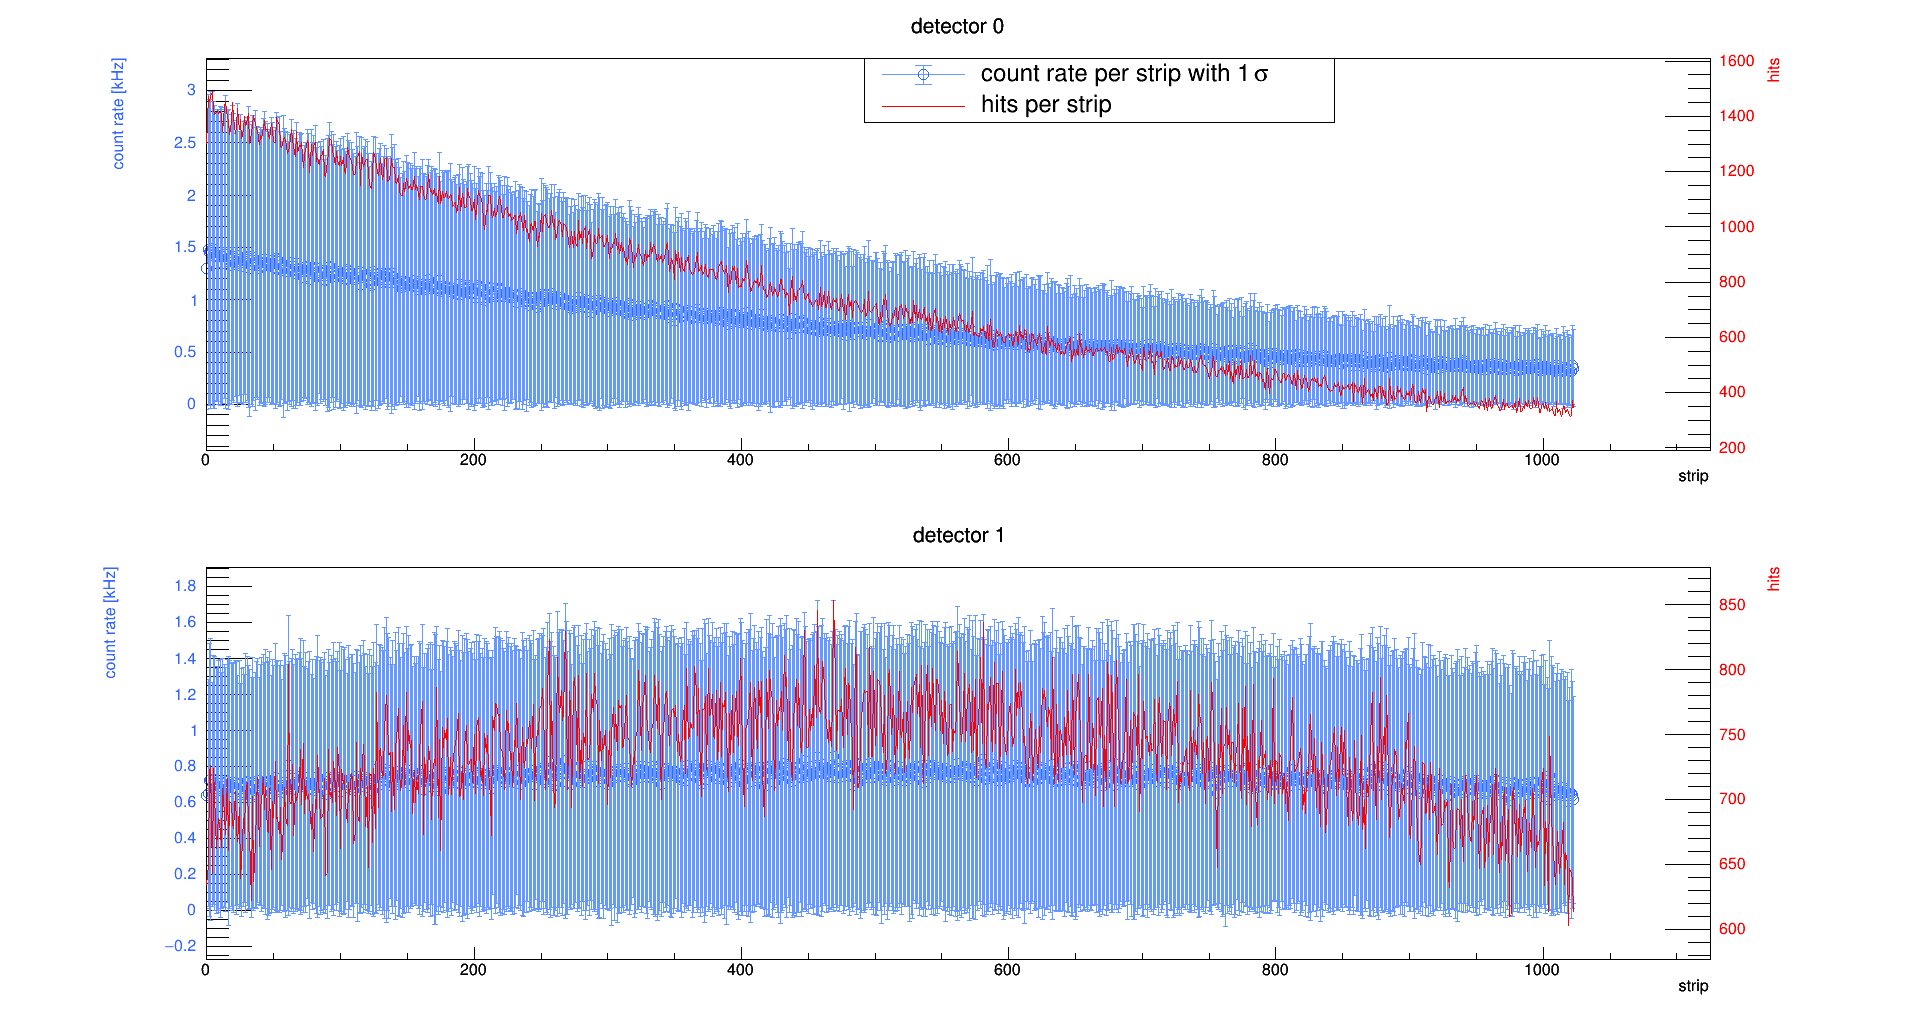 detector 0
count rate [kHz]
hits
count rate per strip with 1 σ
hits per strip
3
2.5
2
1.5
1
0.5
0
1600
1400
1200
1000
800
600
400
200
0 200 400 600 800 1000
strip
detector 1
count rate [kHz]
hits
1.8
1.6
1.4
1.2
1
0.8
0.6
0.4
0.2
0
−0.2
850
800
750
700
650
600
0 200 400 600 800 1000
strip